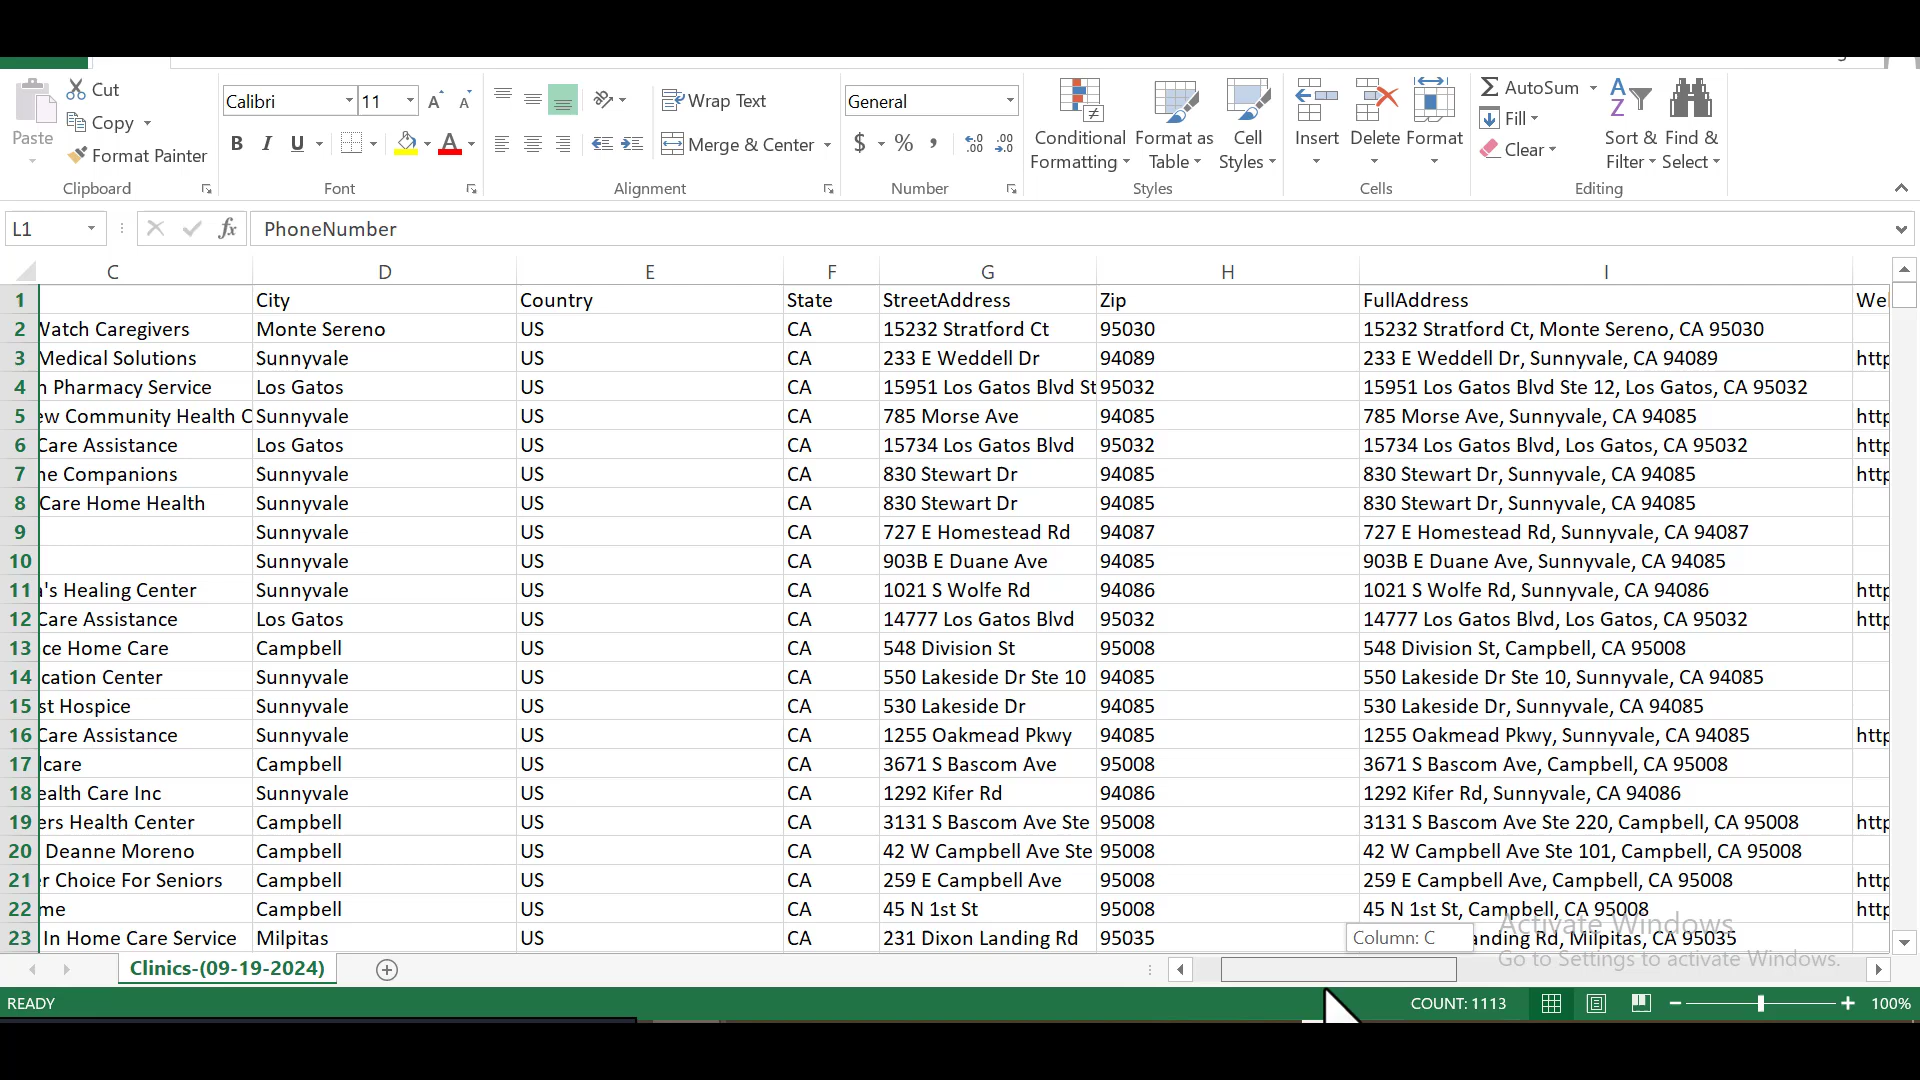 Cut
Calibri 11 A A Wrap Text General AutoSum
Paste Copy Conditional Formatting Format as Table Cell Styles Insert Delete Format Fill Sort & Filter Find & Select
Format Painter B I U A Merge & Center $ % , Clear
Clipboard Font Alignment Number Styles Cells Editing
L1 fx PhoneNumber
C D E F G H I
1 City Country State StreetAddress Zip FullAddress
2 Watch Caregivers Monte Sereno US CA 15232 Stratford Ct 95030 15232 Stratford Ct, Monte Sereno, CA 95030
3 Medical Solutions Sunnyvale US CA 233 E Weddell Dr 94089 233 E Weddell Dr, Sunnyvale, CA 94089 http
4 n Pharmacy Service Los Gatos US CA 15951 Los Gatos Blvd St 95032 15951 Los Gatos Blvd Ste 12, Los Gatos, CA 95032
5 ew Community Health C Sunnyvale US CA 785 Morse Ave 94085 785 Morse Ave, Sunnyvale, CA 94085 http
6 Care Assistance Los Gatos US CA 15734 Los Gatos Blvd 95032 15734 Los Gatos Blvd, Los Gatos, CA 95032 http
7 ne Companions Sunnyvale US CA 830 Stewart Dr 94085 830 Stewart Dr, Sunnyvale, CA 94085 http
8 Care Home Health Sunnyvale US CA 830 Stewart Dr 94085 830 Stewart Dr, Sunnyvale, CA 94085
9 Sunnyvale US CA 727 E Homestead Rd 94087 727 E Homestead Rd, Sunnyvale, CA 94087
10 Sunnyvale US CA 903B E Duane Ave 94085 903B E Duane Ave, Sunnyvale, CA 94085
11 's Healing Center Sunnyvale US CA 1021 S Wolfe Rd 94086 1021 S Wolfe Rd, Sunnyvale, CA 94086 http
12 Care Assistance Los Gatos US CA 14777 Los Gatos Blvd 95032 14777 Los Gatos Blvd, Los Gatos, CA 95032 http
13 ce Home Care Campbell US CA 548 Division St 95008 548 Division St, Campbell, CA 95008
14 cation Center Sunnyvale US CA 550 Lakeside Dr Ste 10 94085 550 Lakeside Dr Ste 10, Sunnyvale, CA 94085
15 st Hospice Sunnyvale US CA 530 Lakeside Dr 94085 530 Lakeside Dr, Sunnyvale, CA 94085
16 Care Assistance Sunnyvale US CA 1255 Oakmead Pkwy 94085 1255 Oakmead Pkwy, Sunnyvale, CA 94085 http
17 lcare Campbell US CA 3671 S Bascom Ave 95008 3671 S Bascom Ave, Campbell, CA 95008
18 ealth Care Inc Sunnyvale US CA 1292 Kifer Rd 94086 1292 Kifer Rd, Sunnyvale, CA 94086
19 ers Health Center Campbell US CA 3131 S Bascom Ave Ste 95008 3131 S Bascom Ave Ste 220, Campbell, CA 95008 http
20 Deanne Moreno Campbell US CA 42 W Campbell Ave Ste 95008 42 W Campbell Ave Ste 101, Campbell, CA 95008
21 r Choice For Seniors Campbell US CA 259 E Campbell Ave 95008 259 E Campbell Ave, Campbell, CA 95008 http
22 me Campbell US CA 45 N 1st St 95008 45 N 1st St, Campbell, CA 95008 http
23 In Home Care Service Milpitas US CA 231 Dixon Landing Rd 95035 anding Rd, Milpitas, CA 95035
Column: C
Activate Windows
Go to Settings to activate Windows.
Clinics-(09-19-2024)
READY COUNT: 1113 100%